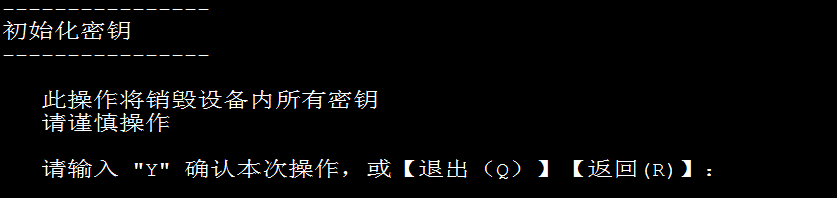 ----------------
初始化密钥
----------------
此操作将销毁设备内所有密钥
请谨慎操作
请输入 "Y" 确认本次操作，或【退出（Q）】【返回(R)】：